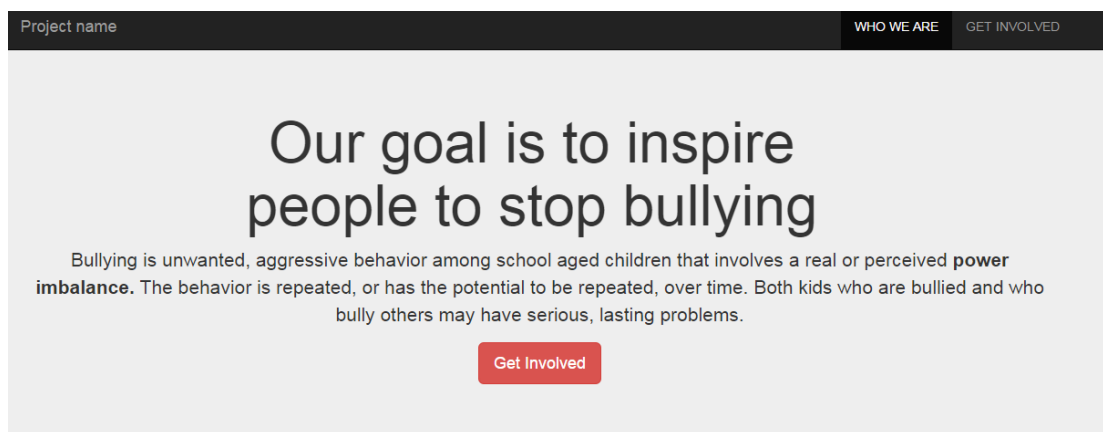 Project name WHO WE ARE GET INVOLVED
Our goal is to inspire
people to stop bullying
Bullying is unwanted, aggressive behavior among school aged children that involves a real or perceived power
imbalance. The behavior is repeated, or has the potential to be repeated, over time. Both kids who are bullied and who
bully others may have serious, lasting problems.
Get Involved